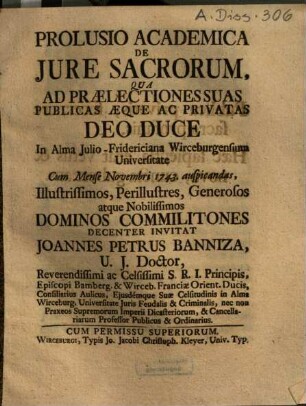 A. Diss. 306
PROLUSIO ACADEMICA
DE
JURE SACRORUM,
QUA
AD PRÆLECTIONES SUAS
PUBLICAS ÆQUE AC PRIVATAS
DEO DUCE
In Alma Julio-Fridericiana Wirceburgensium
Universitate
Cum Mense Novembri 1743. auspicandas,
Illustrissimos, Perillustres, Generosos
atque Nobilissimos
DOMINOS COMMILITONES
DECENTER INVITAT
JOANNES PETRUS BANNIZA,
U. J. Doctor,
Reverendissimi ac Celsissimi S. R. I. Principis,
Episcopi Bamberg. & Wirceb. Franciæ Orient. Ducis,
Consiliarius Aulicus, Ejusdémque Suæ Celsitudinis in Alma
Wirceburg. Universitate Juris Feudalis & Criminalis, nec non
Praxeos Supremorum Imperii Dicasteriorum, & Cancella-
riarum Professor Publicus & Ordinarius.
CUM PERMISSU SUPERIORUM.
WIRCEBURGI, Typis Jo. Jacobi Christoph. Kleyer, Univ. Typ.